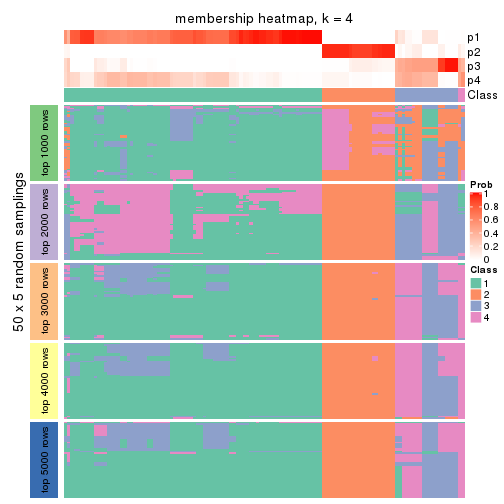 membership heatmap, k = 4
p1
p2
p3
p4
Class
50 x 5 random samplings
top 1000 rows
top 2000 rows
top 3000 rows
top 4000 rows
top 5000 rows
Prob
1
0.8
0.6
0.4
0.2
0
Class
1
2
3
4